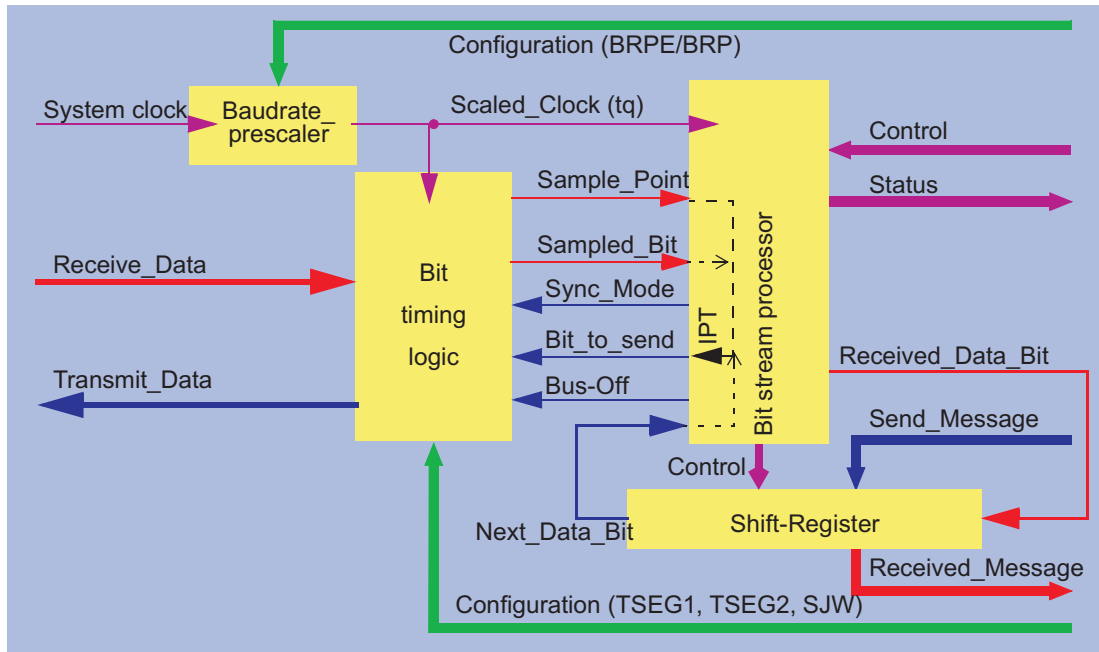 Configuration (BRPE/BRP)
System clock
Baudrate_
prescaler
Scaled_Clock (tq)
Control
Sample_Point
Status
Sampled_Bit
Receive_Data
Bit
timing
logic
Sync_Mode
IPT
Bit stream processor
Bit_to_send
Received_Data_Bit
Transmit_Data
Bus-Off
Send_Message
Control
Next_Data_Bit
Shift-Register
Received_Message
Configuration (TSEG1, TSEG2, SJW)